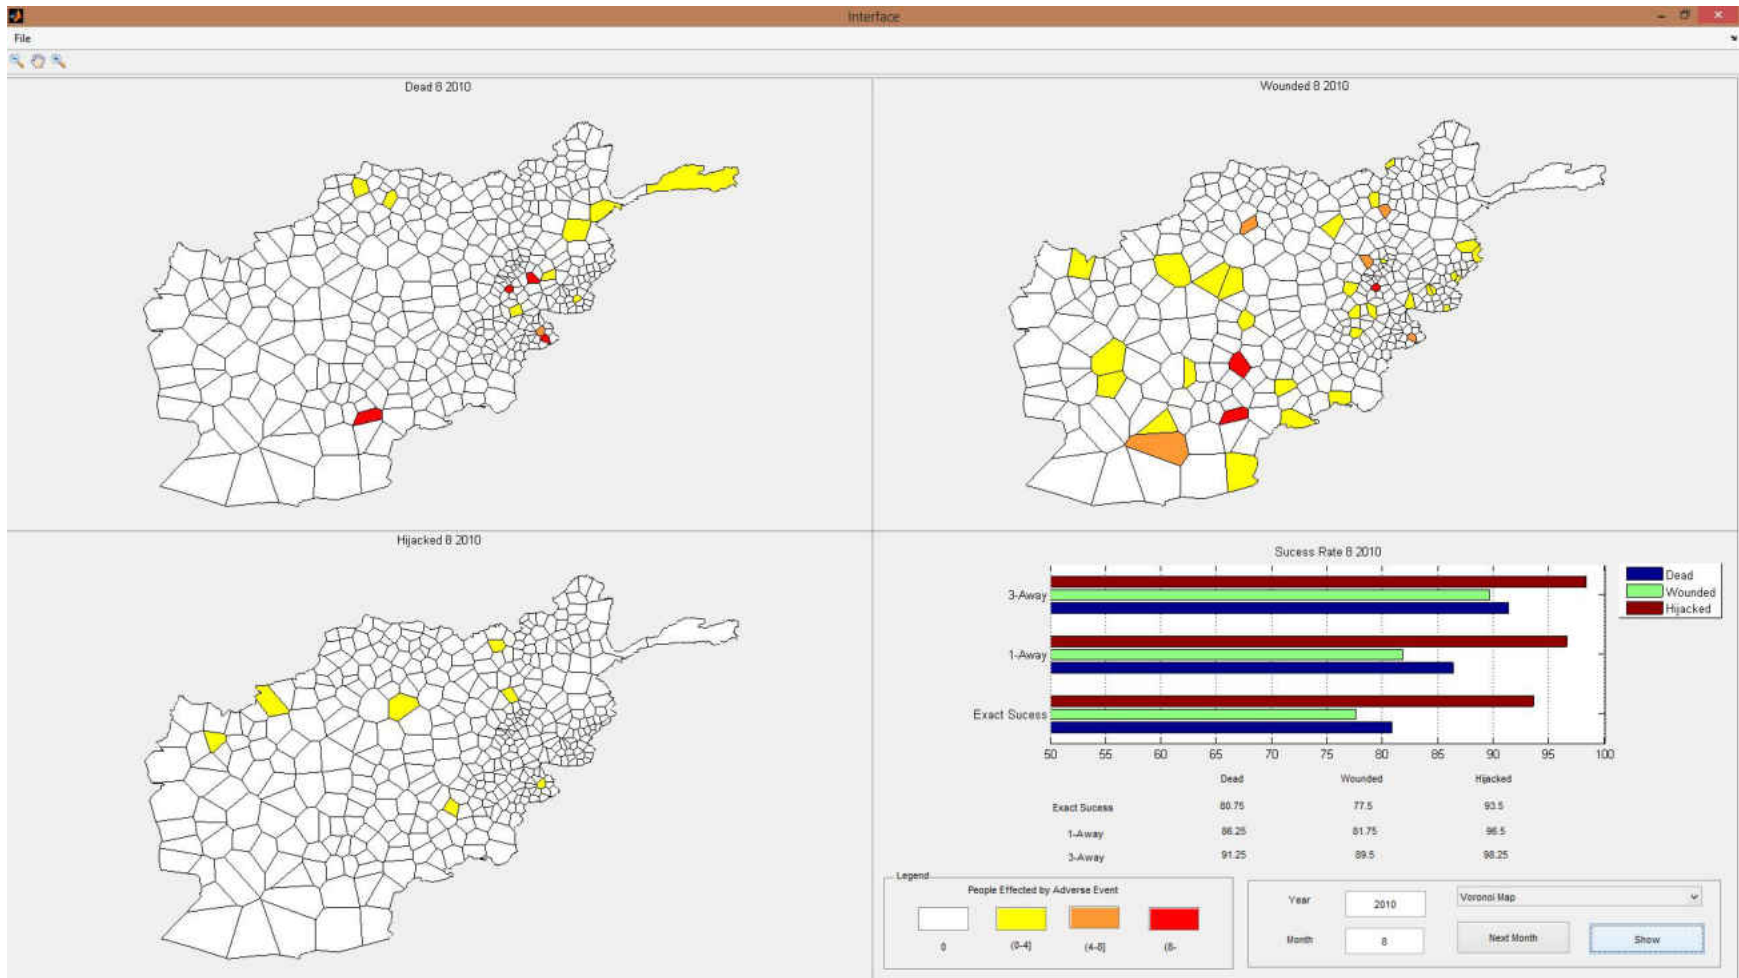 Interface
File
Dead 8 2010
Wounded 8 2010
Hijacked 8 2010
Sucess Rate 8 2010
Dead
Wounded
Hijacked
3-Away
1-Away
Exact Sucess
50 55 60 65 70 75 80 85 90 95 100
Dead Wounded Hijacked
Exact Sucess 80.75 77.5 93.5
1-Away 86.25 81.75 96.5
3-Away 91.25 89.5 98.25
Legend
People Effected by Adverse Event
0 (0-4] (4-8] (8-
Year 2010 Voronoi Map
Month 8 Next Month Show